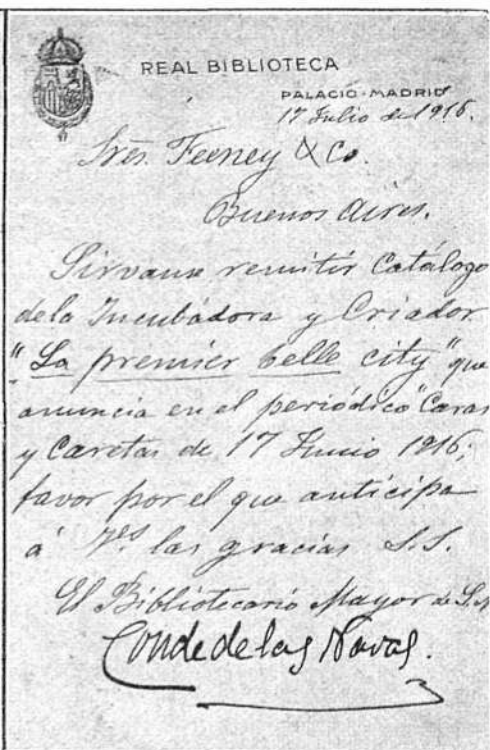 REAL BIBLIOTECA
PALACIO-MADRID
17 Julio del 1916.
Sres. Feeney & Co.
Buenos Aires.
Sirvanse remitir Catálogo
de la Incubadora y Criador
"La premier belle city" que
anuncia en el periódico "Caras
y Caretas de 17 Junio 1916;
favor por el que anticipa
á Vds las gracias S.S.
El Bibliotecario Mayor de S.M
Conde de las Navas.